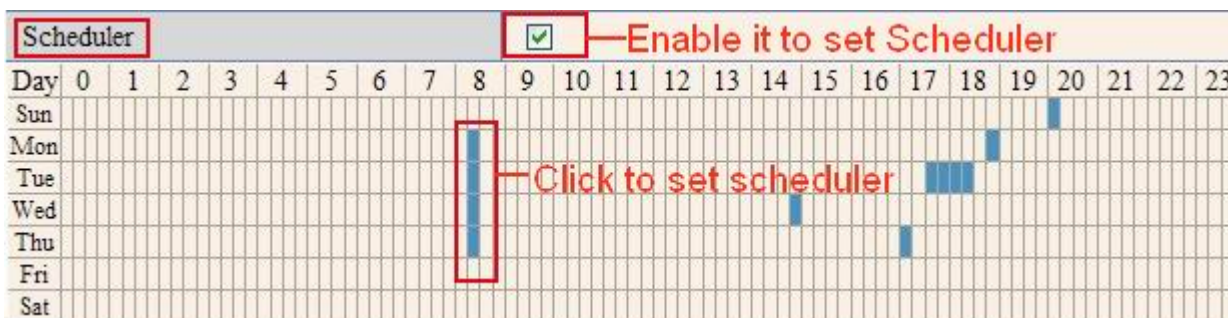 Scheduler Enable it to set Scheduler
Day 0 1 2 3 4 5 6 7 8 9 10 11 12 13 14 15 16 17 18 19 20 21 22 23
Sun
Mon
Tue Click to set scheduler
Wed
Thu
Fri
Sat